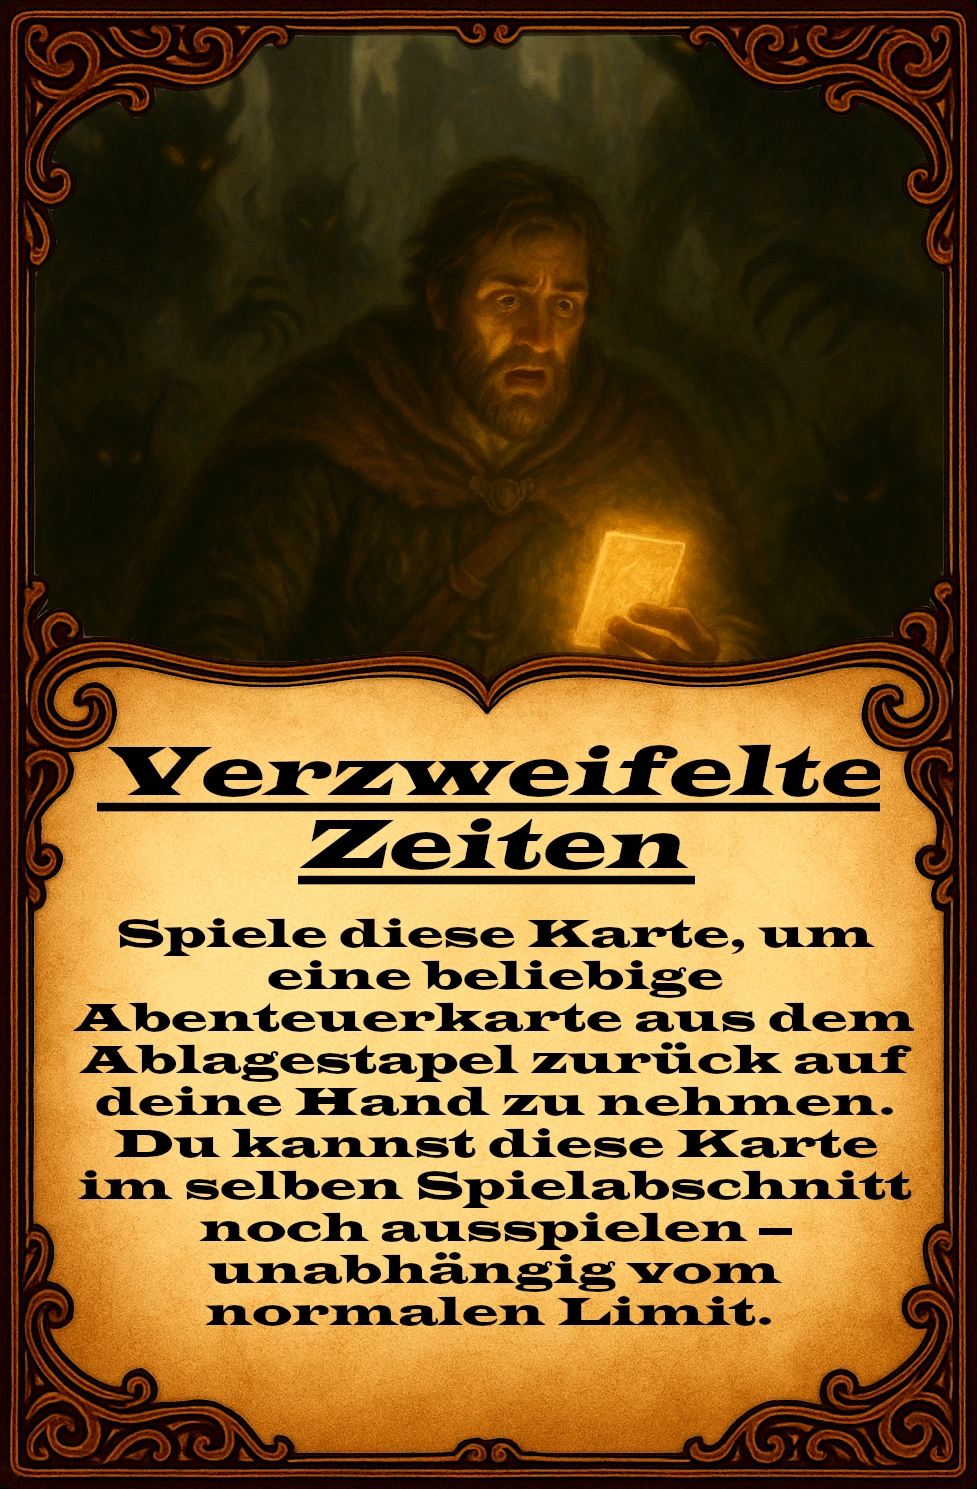 Verzweifelte
Zeiten
Spiele diese Karte, um
eine beliebige
Abenteuerkarte aus dem
Ablagestapel zurück auf
deine Hand zu nehmen.
Du kannst diese Karte
im selben Spielabschnitt
noch ausspielen –
unabhängig vom
normalen Limit.